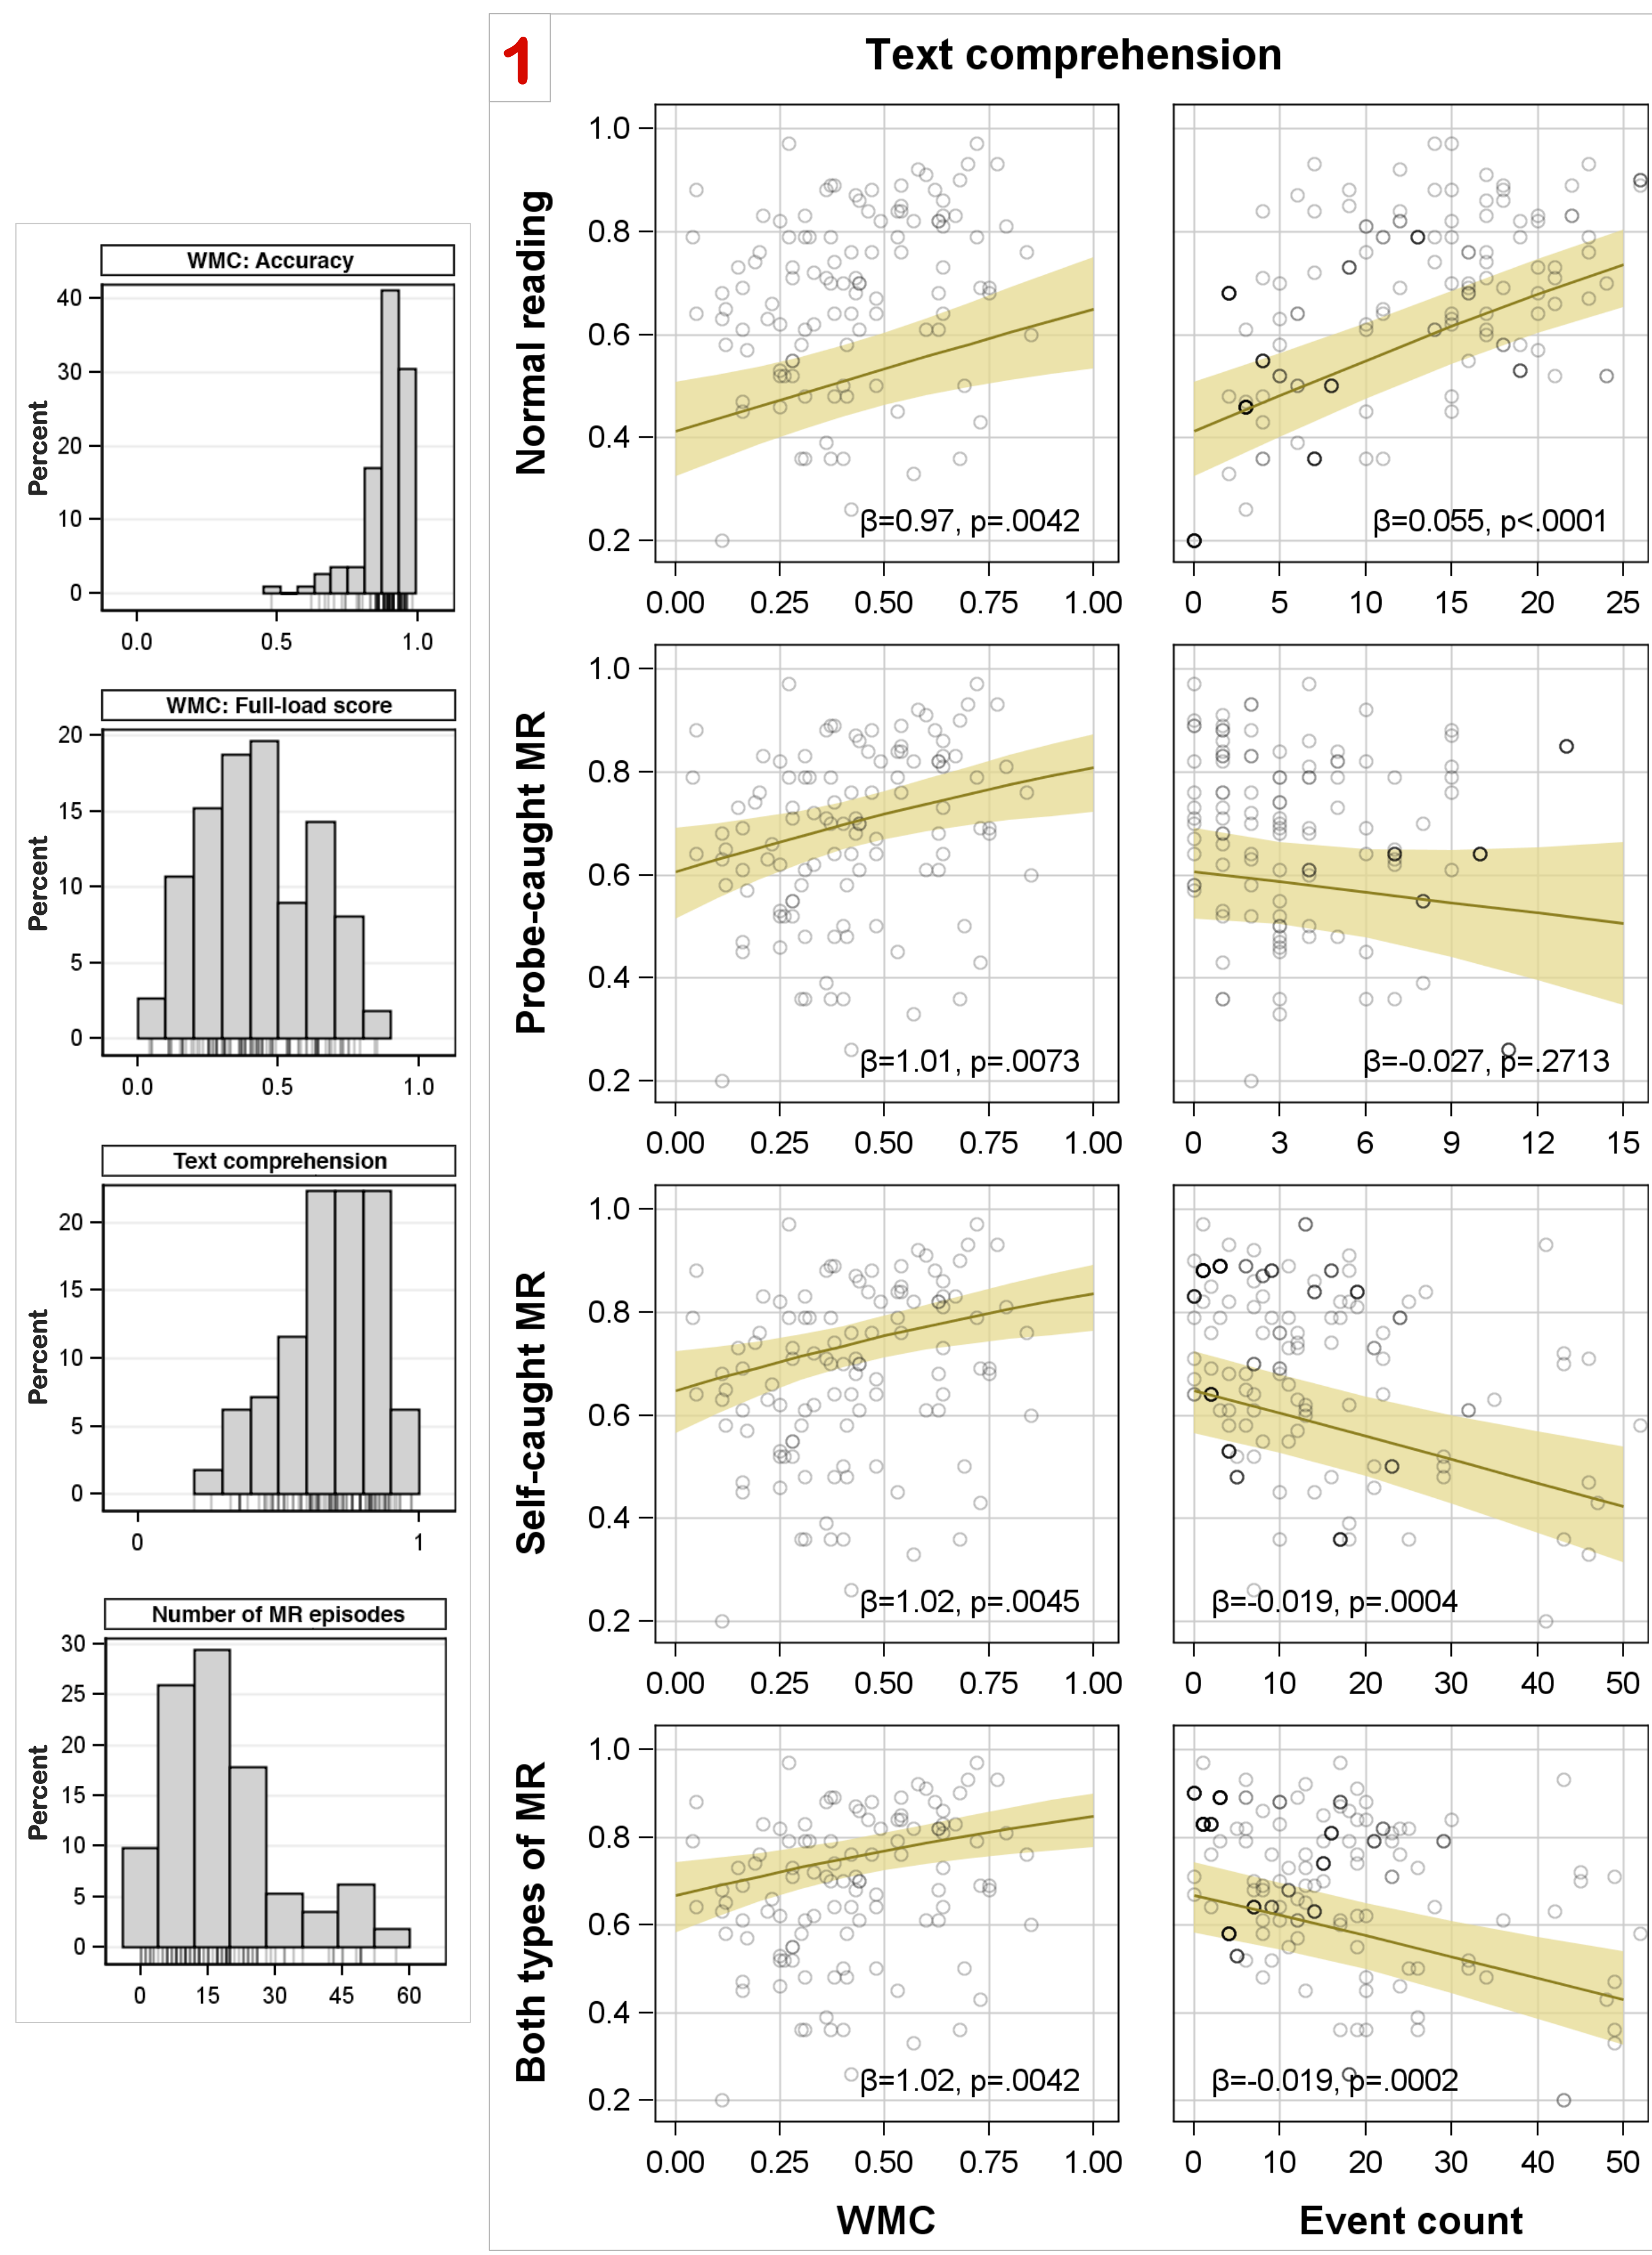 WMC: Accuracy
Percent
40
30
20
10
0
0.0 0.5 1.0
WMC: Full-load score
Percent
20
15
10
5
0
0.0 0.5 1.0
Text comprehension
Percent
20
15
10
5
0
0 1
Number of MR episodes
Percent
30
25
20
15
10
5
0
0 15 30 45 60
1
Text comprehension
Normal reading
1.0
0.8
0.6
0.4
0.2
β=0.97, p=.0042
β=0.055, p<.0001
0.00 0.25 0.50 0.75 1.00
0 5 10 15 20 25
Probe-caught MR
1.0
0.8
0.6
0.4
0.2
β=1.01, p=.0073
β=-0.027, p=.2713
0.00 0.25 0.50 0.75 1.00
0 3 6 9 12 15
Self-caught MR
1.0
0.8
0.6
0.4
0.2
β=1.02, p=.0045
β=-0.019, p=.0004
0.00 0.25 0.50 0.75 1.00
0 10 20 30 40 50
Both types of MR
1.0
0.8
0.6
0.4
0.2
β=1.02, p=.0042
β=-0.019, p=.0002
0.00 0.25 0.50 0.75 1.00
0 10 20 30 40 50
WMC
Event count